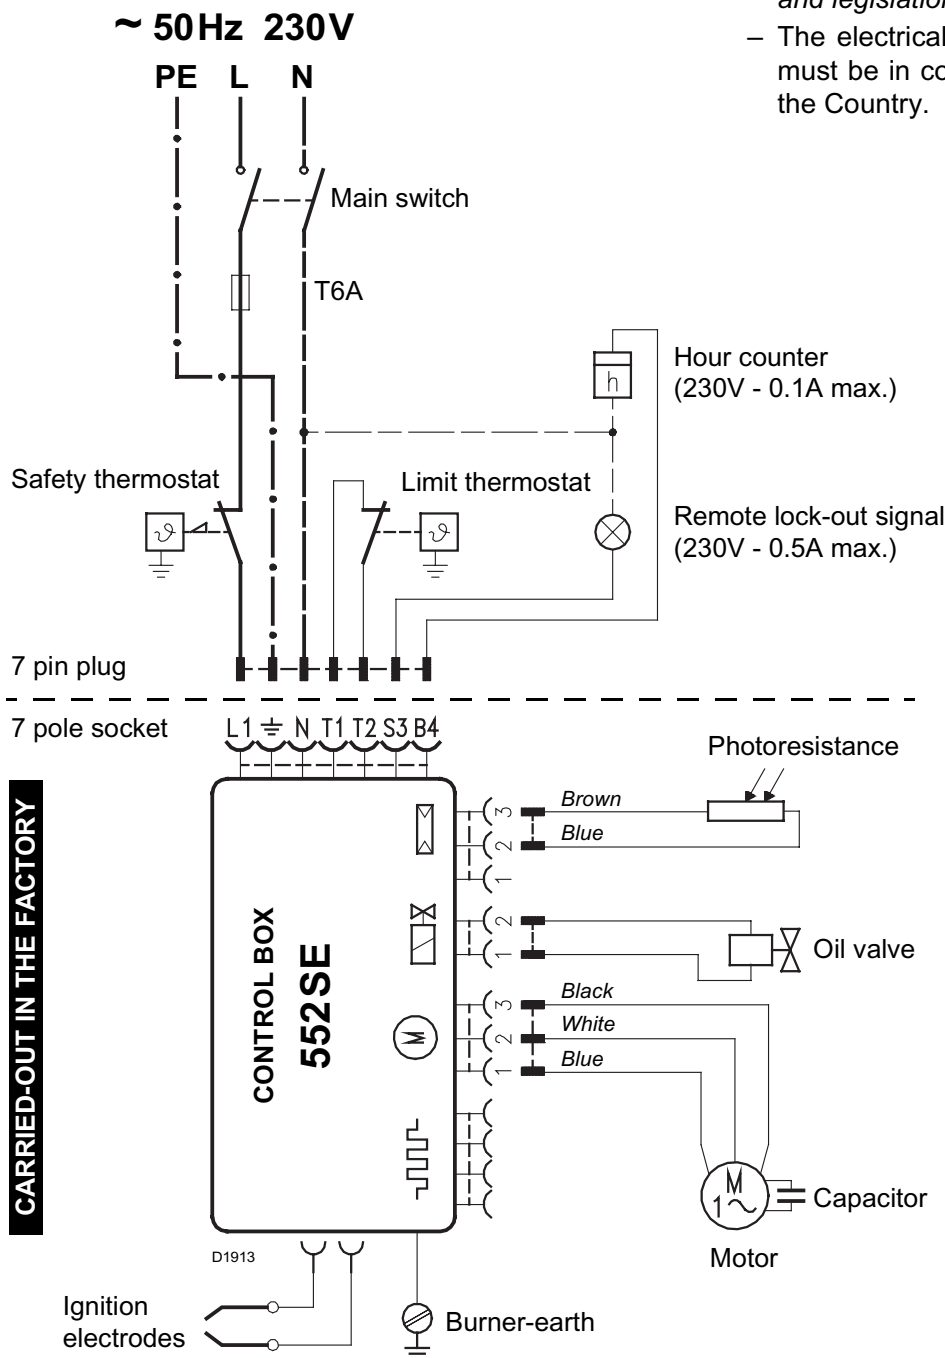 and legislation
– The electrical
must be in co
the Country.
~ 50Hz 230V
PE L N
Main switch
T6A
h
Hour counter
(230V - 0.1A max.)
Safety thermostat
Limit thermostat
ϑ
ϑ
Remote lock-out signal
(230V - 0.5A max.)
7 pin plug
7 pole socket
L1 N T1 T2 S3 B4
CARRIED-OUT IN THE FACTORY
CONTROL BOX
552SE
M
Photoresistance
3 Brown
2 Blue
1
2
1
Oil valve
3 Black
2 White
1 Blue
M
1~
Capacitor
Motor
D1913
Ignition
electrodes
Burner-earth